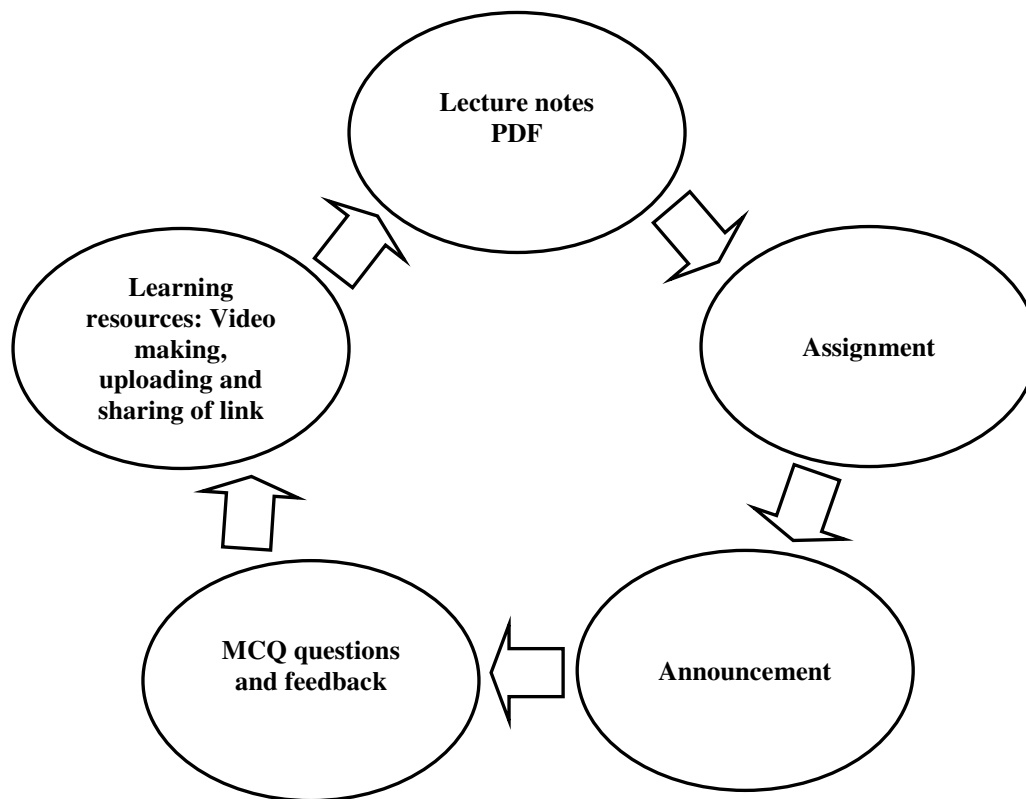 Lecture notes
PDF
Assignment
Announcement
MCQ questions
and feedback
Learning
resources: Video
making,
uploading and
sharing of link